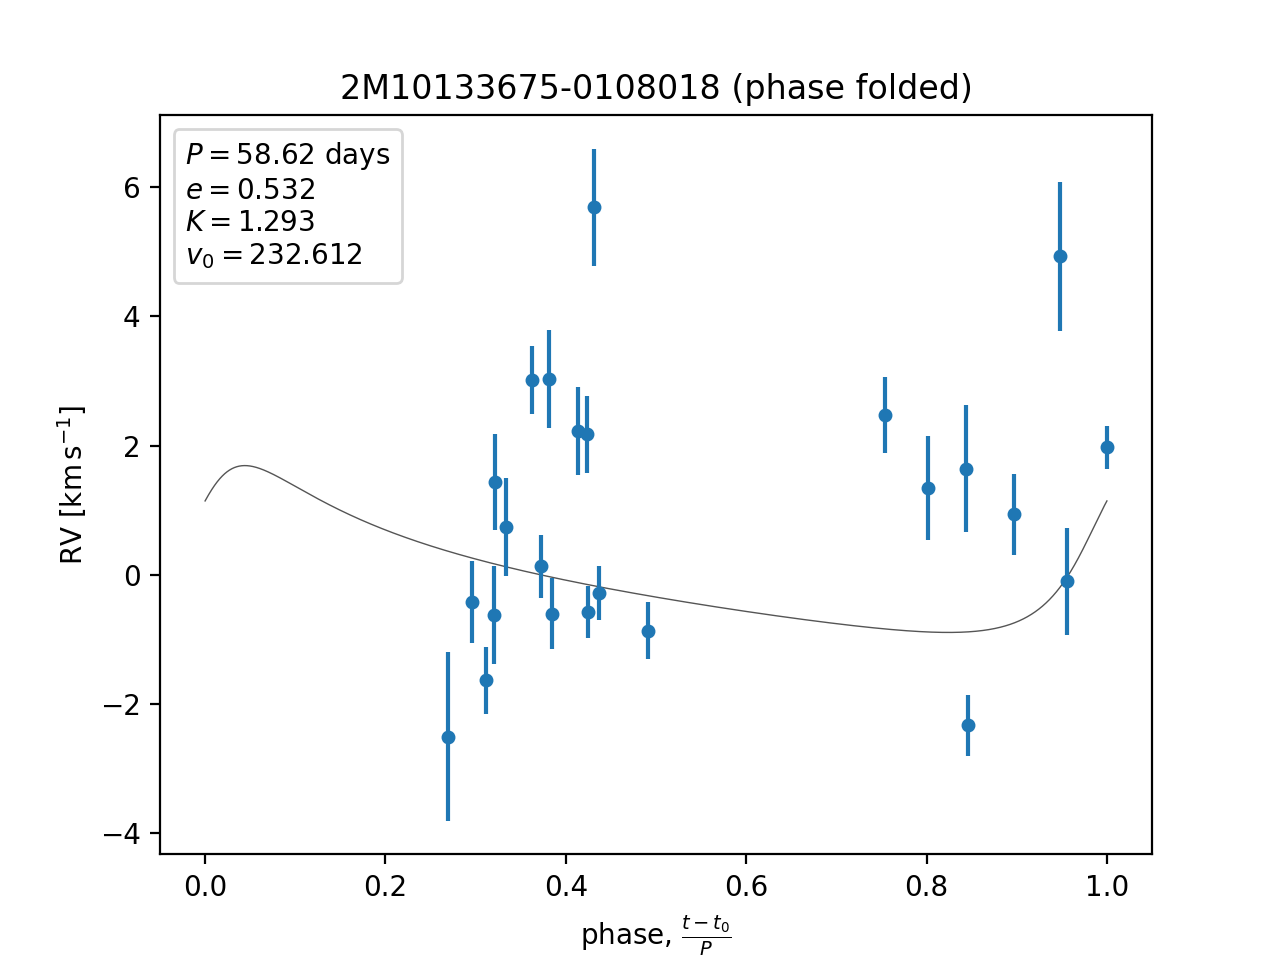 2M10133675-0108018 (phase folded)
P = 58.62 days
e = 0.532
K = 1.293
v₀ = 232.612
RV [km s⁻¹]
6
4
2
0
−2
−4
0.0 0.2 0.4 0.6 0.8 1.0
phase, (t − t₀)/P